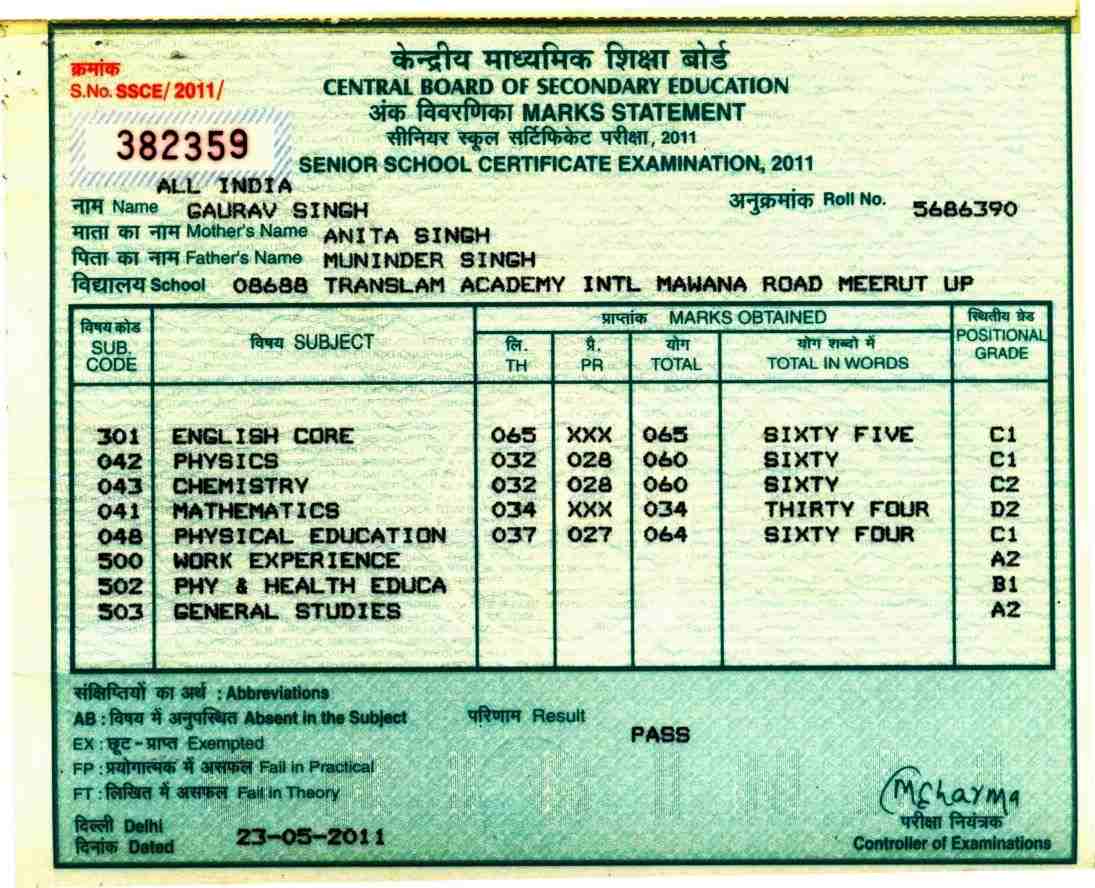 केन्द्रीय माध्यमिक शिक्षा बोर्ड
क्रमांक
S.No. SSCE/ 2011/
CENTRAL BOARD OF SECONDARY EDUCATION
अंक विवरणिका MARKS STATEMENT
382359
सीनियर स्कूल सर्टिफिकेट परीक्षा, 2011
SENIOR SCHOOL CERTIFICATE EXAMINATION, 2011
ALL INDIA
नाम Name GAURAV SINGH अनुक्रमांक Roll No. 5686390
माता का नाम Mother's Name ANITA SINGH
पिता का नाम Father's Name MUNINDER SINGH
विद्यालय School 08688 TRANSLAM ACADEMY INTL MAWANA ROAD MEERUT UP
विषय कोड SUB. CODE विषय SUBJECT प्राप्तांक MARKS OBTAINED स्थितीय ग्रेड POSITIONAL GRADE
लि. TH प्रै. PR योग TOTAL योग शब्दो में TOTAL IN WORDS
301 ENGLISH CORE 065 XXX 065 SIXTY FIVE C1
042 PHYSICS 032 028 060 SIXTY C1
043 CHEMISTRY 032 028 060 SIXTY C2
041 MATHEMATICS 034 XXX 034 THIRTY FOUR D2
048 PHYSICAL EDUCATION 037 027 064 SIXTY FOUR C1
500 WORK EXPERIENCE A2
502 PHY & HEALTH EDUCA B1
503 GENERAL STUDIES A2
संक्षिप्तियों का अर्थ : Abbreviations
AB : विषय में अनुपस्थित Absent in the Subject परिणाम Result
PASS
EX : छूट - प्राप्त Exempted
FP : प्रयोगात्मक में असफल Fail in Practical
FT : लिखित में असफल Fail in Theory
दिल्ली Delhi
दिनांक Dated 23-05-2011
MCharma
परीक्षा नियंत्रक
Controller of Examinations